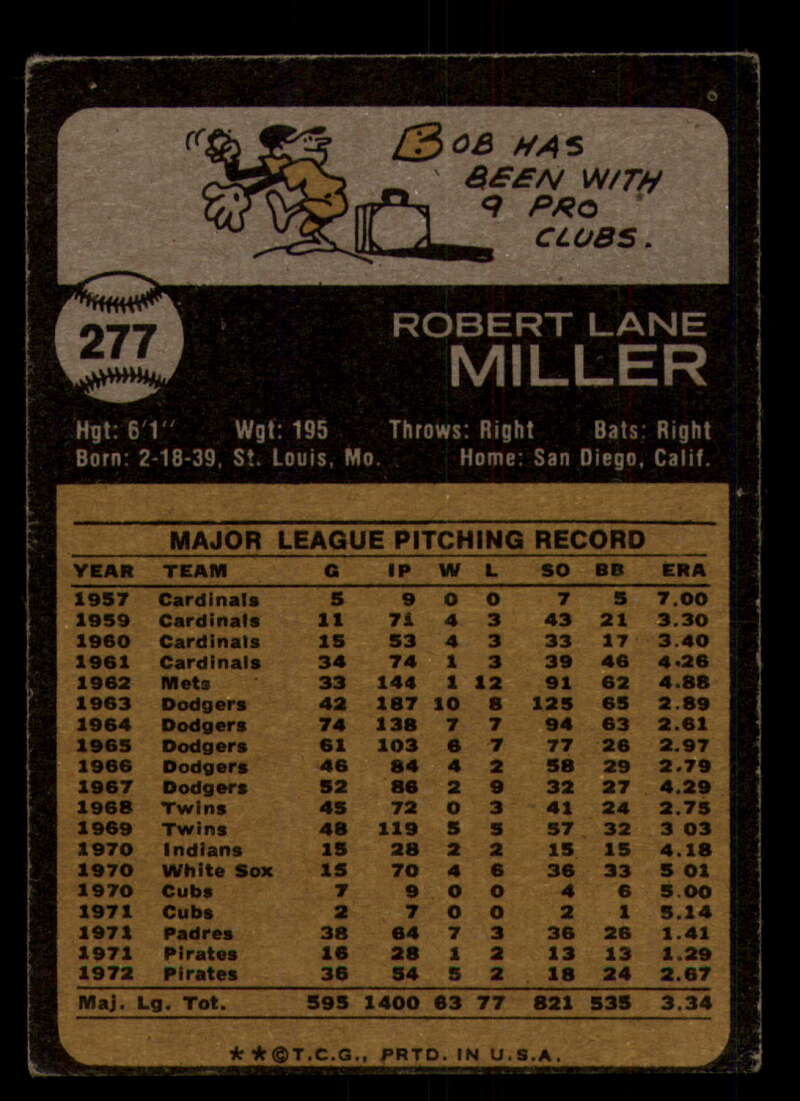 BOB HAS
BEEN WITH
9 PRO
CLUBS.
277
ROBERT LANE
MILLER
Hgt: 6'1" Wgt: 195 Throws: Right Bats: Right
Born: 2-18-39, St. Louis, Mo. Home: San Diego, Calif.
MAJOR LEAGUE PITCHING RECORD
YEAR TEAM G IP W L SO BB ERA
1957 Cardinals 5 9 0 0 7 5 7.00
1959 Cardinals 11 71 4 3 43 21 3.30
1960 Cardinals 15 53 4 3 33 17 3.40
1961 Cardinals 34 74 1 3 39 46 4.26
1962 Mets 33 144 1 12 91 62 4.88
1963 Dodgers 42 187 10 8 125 65 2.89
1964 Dodgers 74 138 7 7 94 63 2.61
1965 Dodgers 61 103 6 7 77 26 2.97
1966 Dodgers 46 84 4 2 58 29 2.79
1967 Dodgers 52 86 2 9 32 27 4.29
1968 Twins 45 72 0 3 41 24 2.75
1969 Twins 48 119 5 5 57 32 3 03
1970 Indians 15 28 2 2 15 15 4.18
1970 White Sox 15 70 4 6 36 33 5 01
1970 Cubs 7 9 0 0 4 6 5.00
1971 Cubs 2 7 0 0 2 1 5.14
1971 Padres 38 64 7 3 36 26 1.41
1971 Pirates 16 28 1 2 13 13 1.29
1972 Pirates 36 54 5 2 18 24 2.67
Maj. Lg. Tot. 595 1400 63 77 821 535 3.34
★★©T.C.G., PRTD. IN U.S.A.